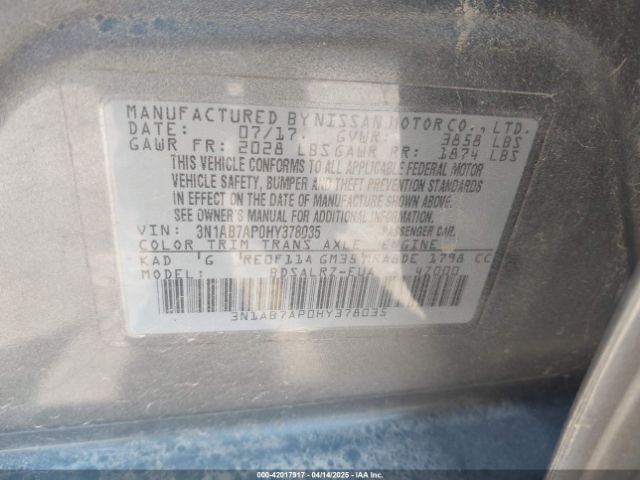 MANUFACTURED BY NISSAN MOTOR CO., LTD.
DATE: 07/17 GVWR: 3858 LBS
GAWR FR: 2028 LBS GAWR RR: 1874 LBS
THIS VEHICLE CONFORMS TO ALL APPLICABLE FEDERAL MOTOR
VEHICLE SAFETY, BUMPER AND THEFT PREVENTION STANDARDS
IN EFFECT ON THE DATE OF MANUFACTURE SHOWN ABOVE.
SEE OWNER'S MANUAL FOR ADDITIONAL INFORMATION.
VIN: 3N1AB7AP0HY378035 PASSENGER CAR.
COLOR TRIM TRANS AXLE ENGINE
KAD G RE0F11A GM35 MRA8DE 1798 CC
MODEL: BDSALRZ-EUA 47000
3N1AB7AP0HY378035
000-42017917 - 04/14/2025 - WWW.IAAI.COM